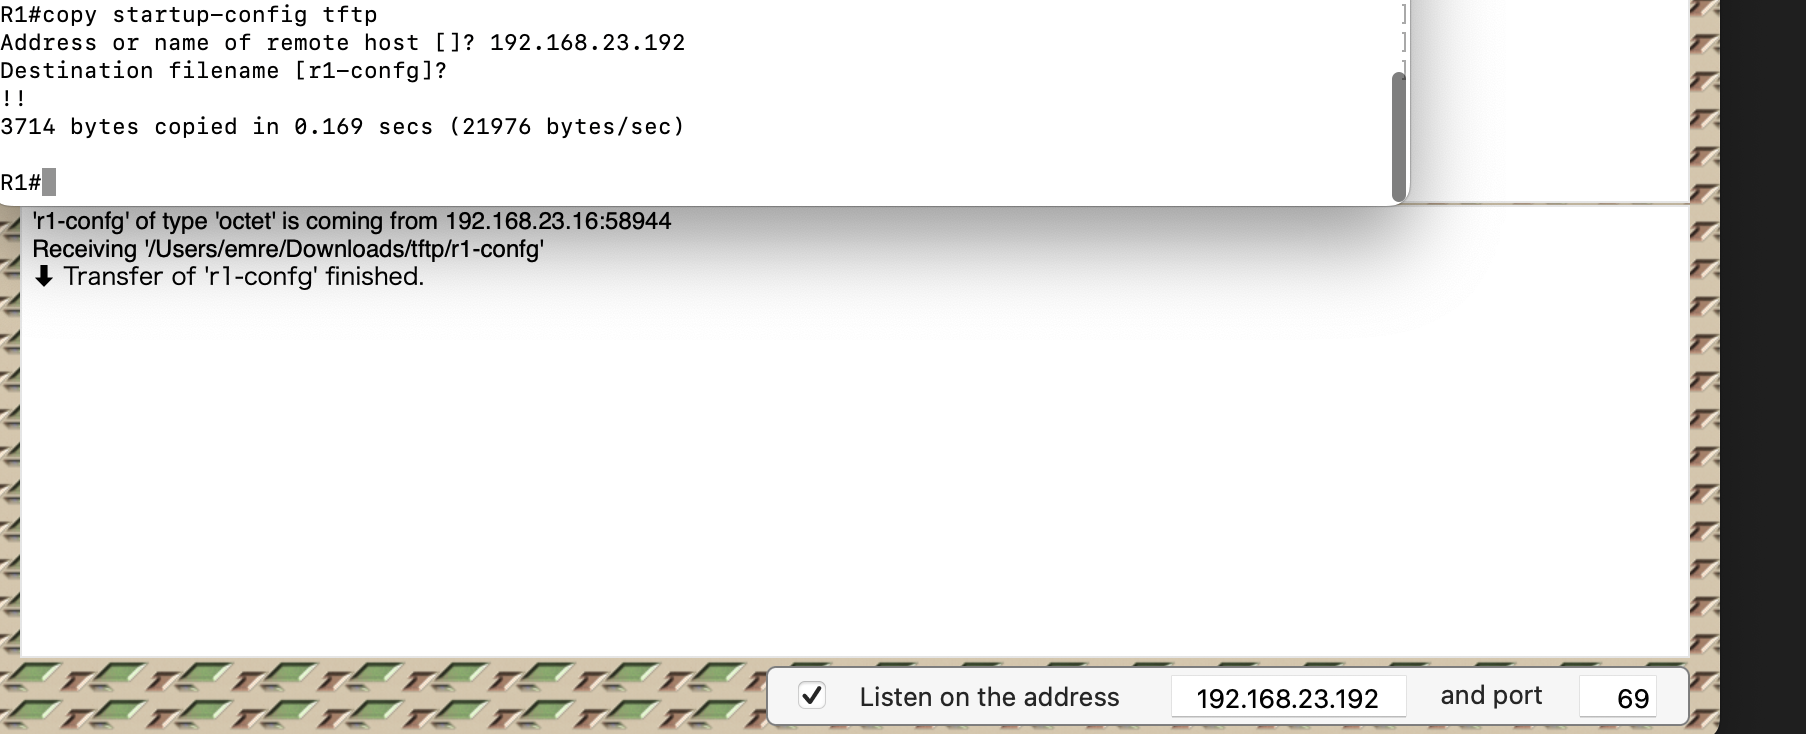 R1#copy startup-config tftp
Address or name of remote host []? 192.168.23.192
Destination filename [r1-confg]?
!!
3714 bytes copied in 0.169 secs (21976 bytes/sec)
R1#
'r1-confg' of type 'octet' is coming from 192.168.23.16:58944
Receiving '/Users/emre/Downloads/tftp/r1-confg'
⬇ Transfer of 'r1-confg' finished.
Listen on the address 192.168.23.192 and port 69